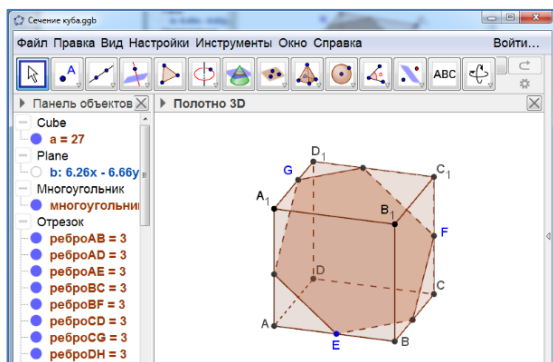 Сечение куба.ggb
Файл Правка Вид Настройки Инструменты Окно Справка Войти...
A ABC
Панель объектов
Полотно 3D
Cube
a = 27
Plane
b: 6.26x - 6.66y
Многоугольник
многоугольни
Отрезок
реброAB = 3
реброAD = 3
реброAE = 3
реброBC = 3
реброBF = 3
реброCD = 3
реброCG = 3
реброDH = 3
D₁
G
C₁
A₁
B₁
F
D
C
A
E
B